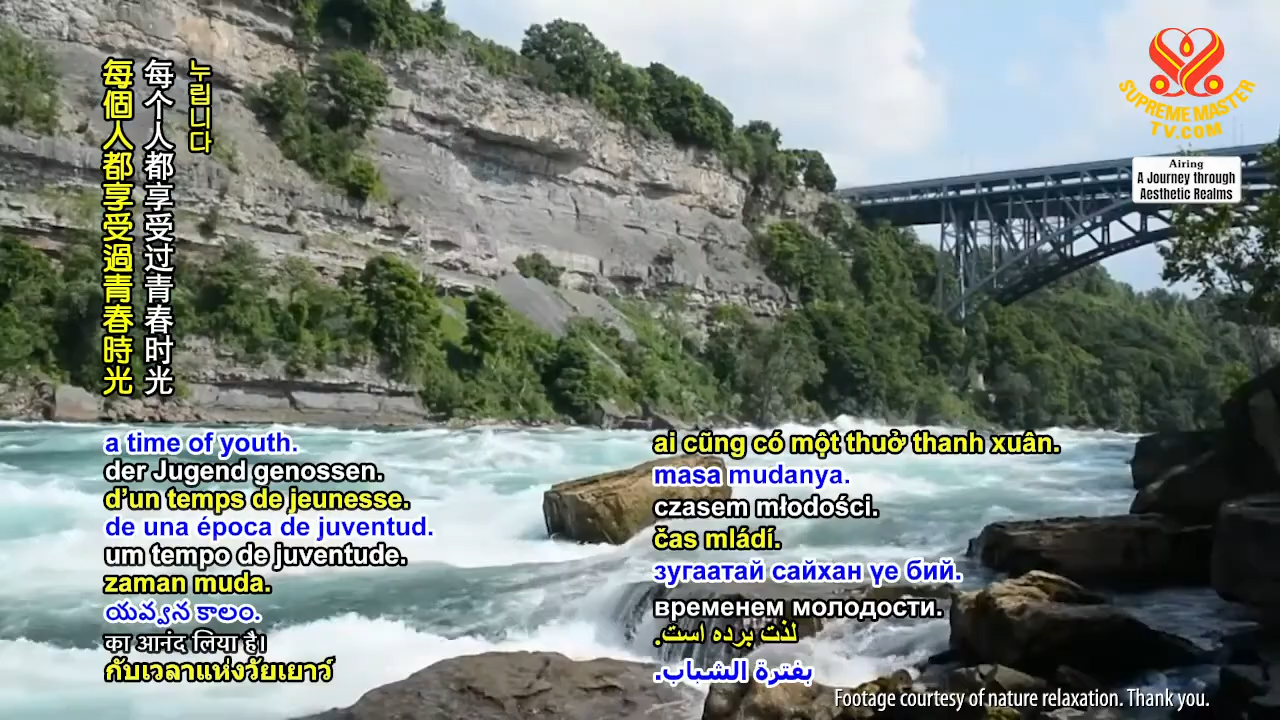 누립니다
每个人都享受过青春时光
每個人都享受過青春時光
SUPREME MASTER
TV.COM
Airing
A Journey through
Aesthetic Realms
a time of youth.
der Jugend genossen.
d’un temps de jeunesse.
de una época de juventud.
um tempo de juventude.
zaman muda.
యవ్వన కాలం.
का आनंद लिया है।
กับเวลาแห่งวัยเยาว์
ai cũng có một thuở thanh xuân.
masa mudanya.
czasem młodości.
čas mládí.
зугаатай сайхан үе бий.
временем молодости.
لذت برده است.
بفترة الشباب.
Footage courtesy of nature relaxation. Thank you.